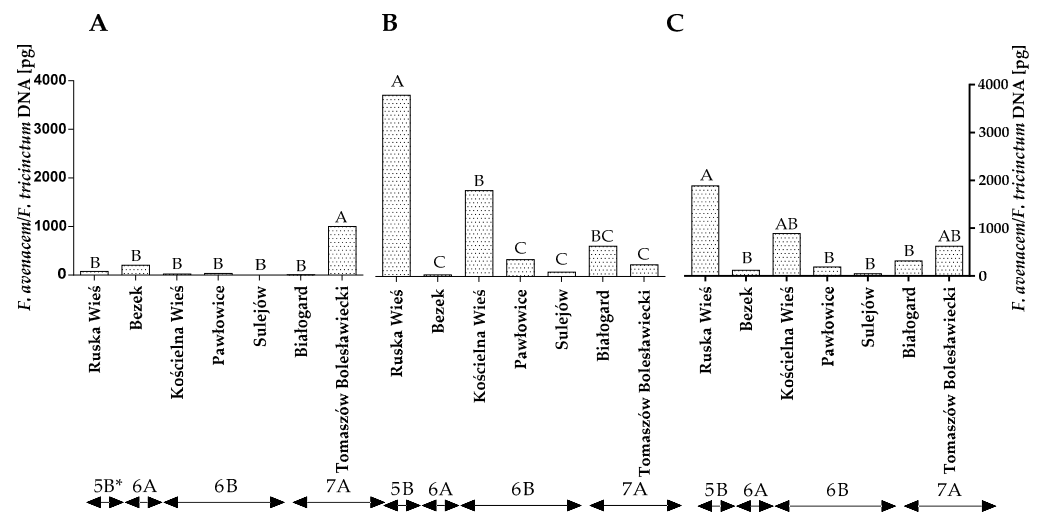 A
B
C
F. avenacem/F. tricinctum DNA [pg]
4000
3000
2000
1000
0
B
B
B
B
B
B
A
Ruska Wieś
Bezek
Kościelna Wieś
Pawłowice
Sulejów
Białogard
Tomaszów Bolesławiecki
5B*
6A
6B
7A
A
C
B
C
C
BC
C
Ruska Wieś
Bezek
Kościelna Wieś
Pawłowice
Sulejów
Białogard
Tomaszów Bolesławiecki
5B
6A
6B
7A
A
B
AB
B
B
B
AB
Ruska Wieś
Bezek
Kościelna Wieś
Pałowice
Sulejów
Białogard
Tomaszów Bolesławiecki
5B
6A
6B
7A
4000
3000
2000
1000
0
F. avenacem/F. tricinctum DNA [pg]